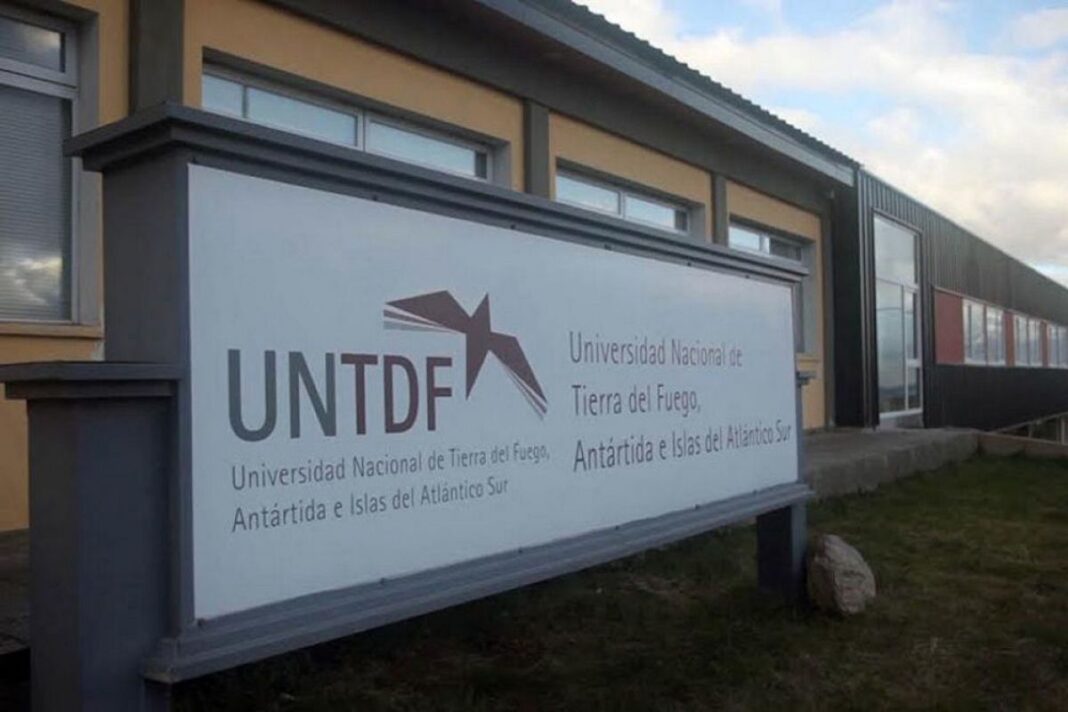 UNTDF
Universidad Nacional de Tierra del Fuego,
Antártida e Islas del Atlántico Sur
Universidad Nacional de
Tierra del Fuego,
Antártida e Islas del Atlántico Sur